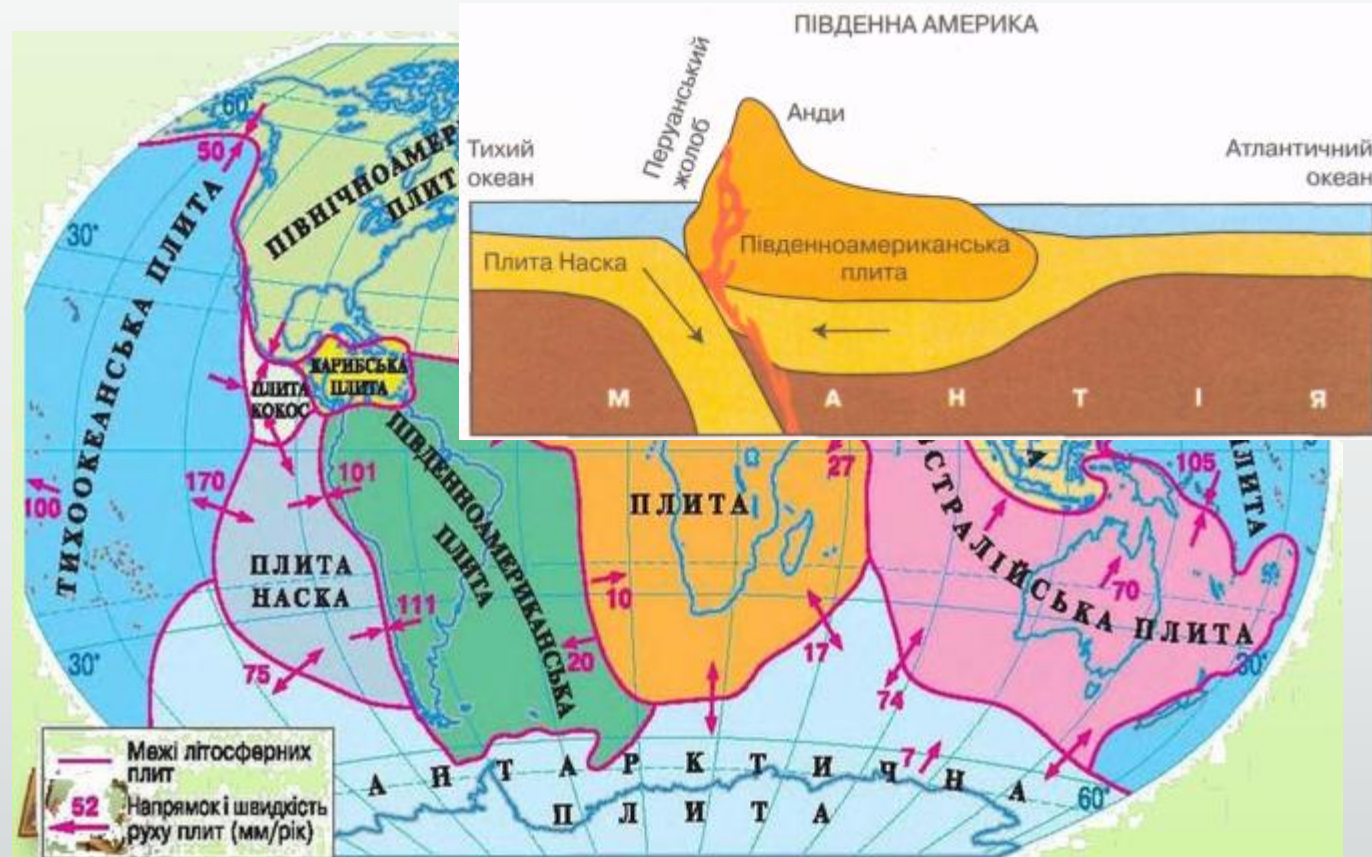 ПІВДЕННА АМЕРИКА
Перуанський
жолоб
Анди
Тихий
океан
Атлантичний
океан
Плита Наска
Південноамериканська
плита
М А Н Т І Я
60°
50
30°
ТИХООКЕАНСЬКА ПЛИТА
ПІВНІЧНОАМЕР
ПЛИТ
КАРИБСЬКА
ПЛИТА
ПЛИТА
КОКОС
ПІВДЕННОАМЕРИКАНСЬКА
ПЛИТА
100
170
101
ПЛИТА
НАСКА
111
75
30°
20
10
ПЛИТА
27
17
74
7
СТРАЛІЙСЬКА ПЛИТА
70
105
ПЛИТА
30°
60°
АНТАРКТИЧНА
ПЛИТА
Межі літосферних
плит
52
Напрямок і швидкість
руху плит (мм/рік)